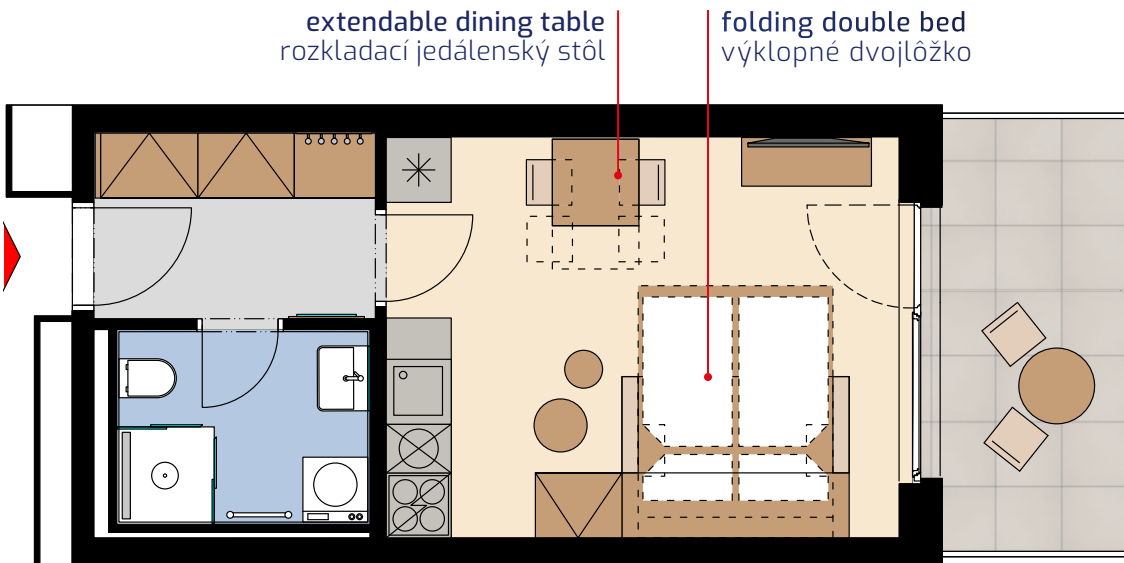 extendable dining table
rozkladací jedálenský stôl
folding double bed
výklopné dvojlôžko